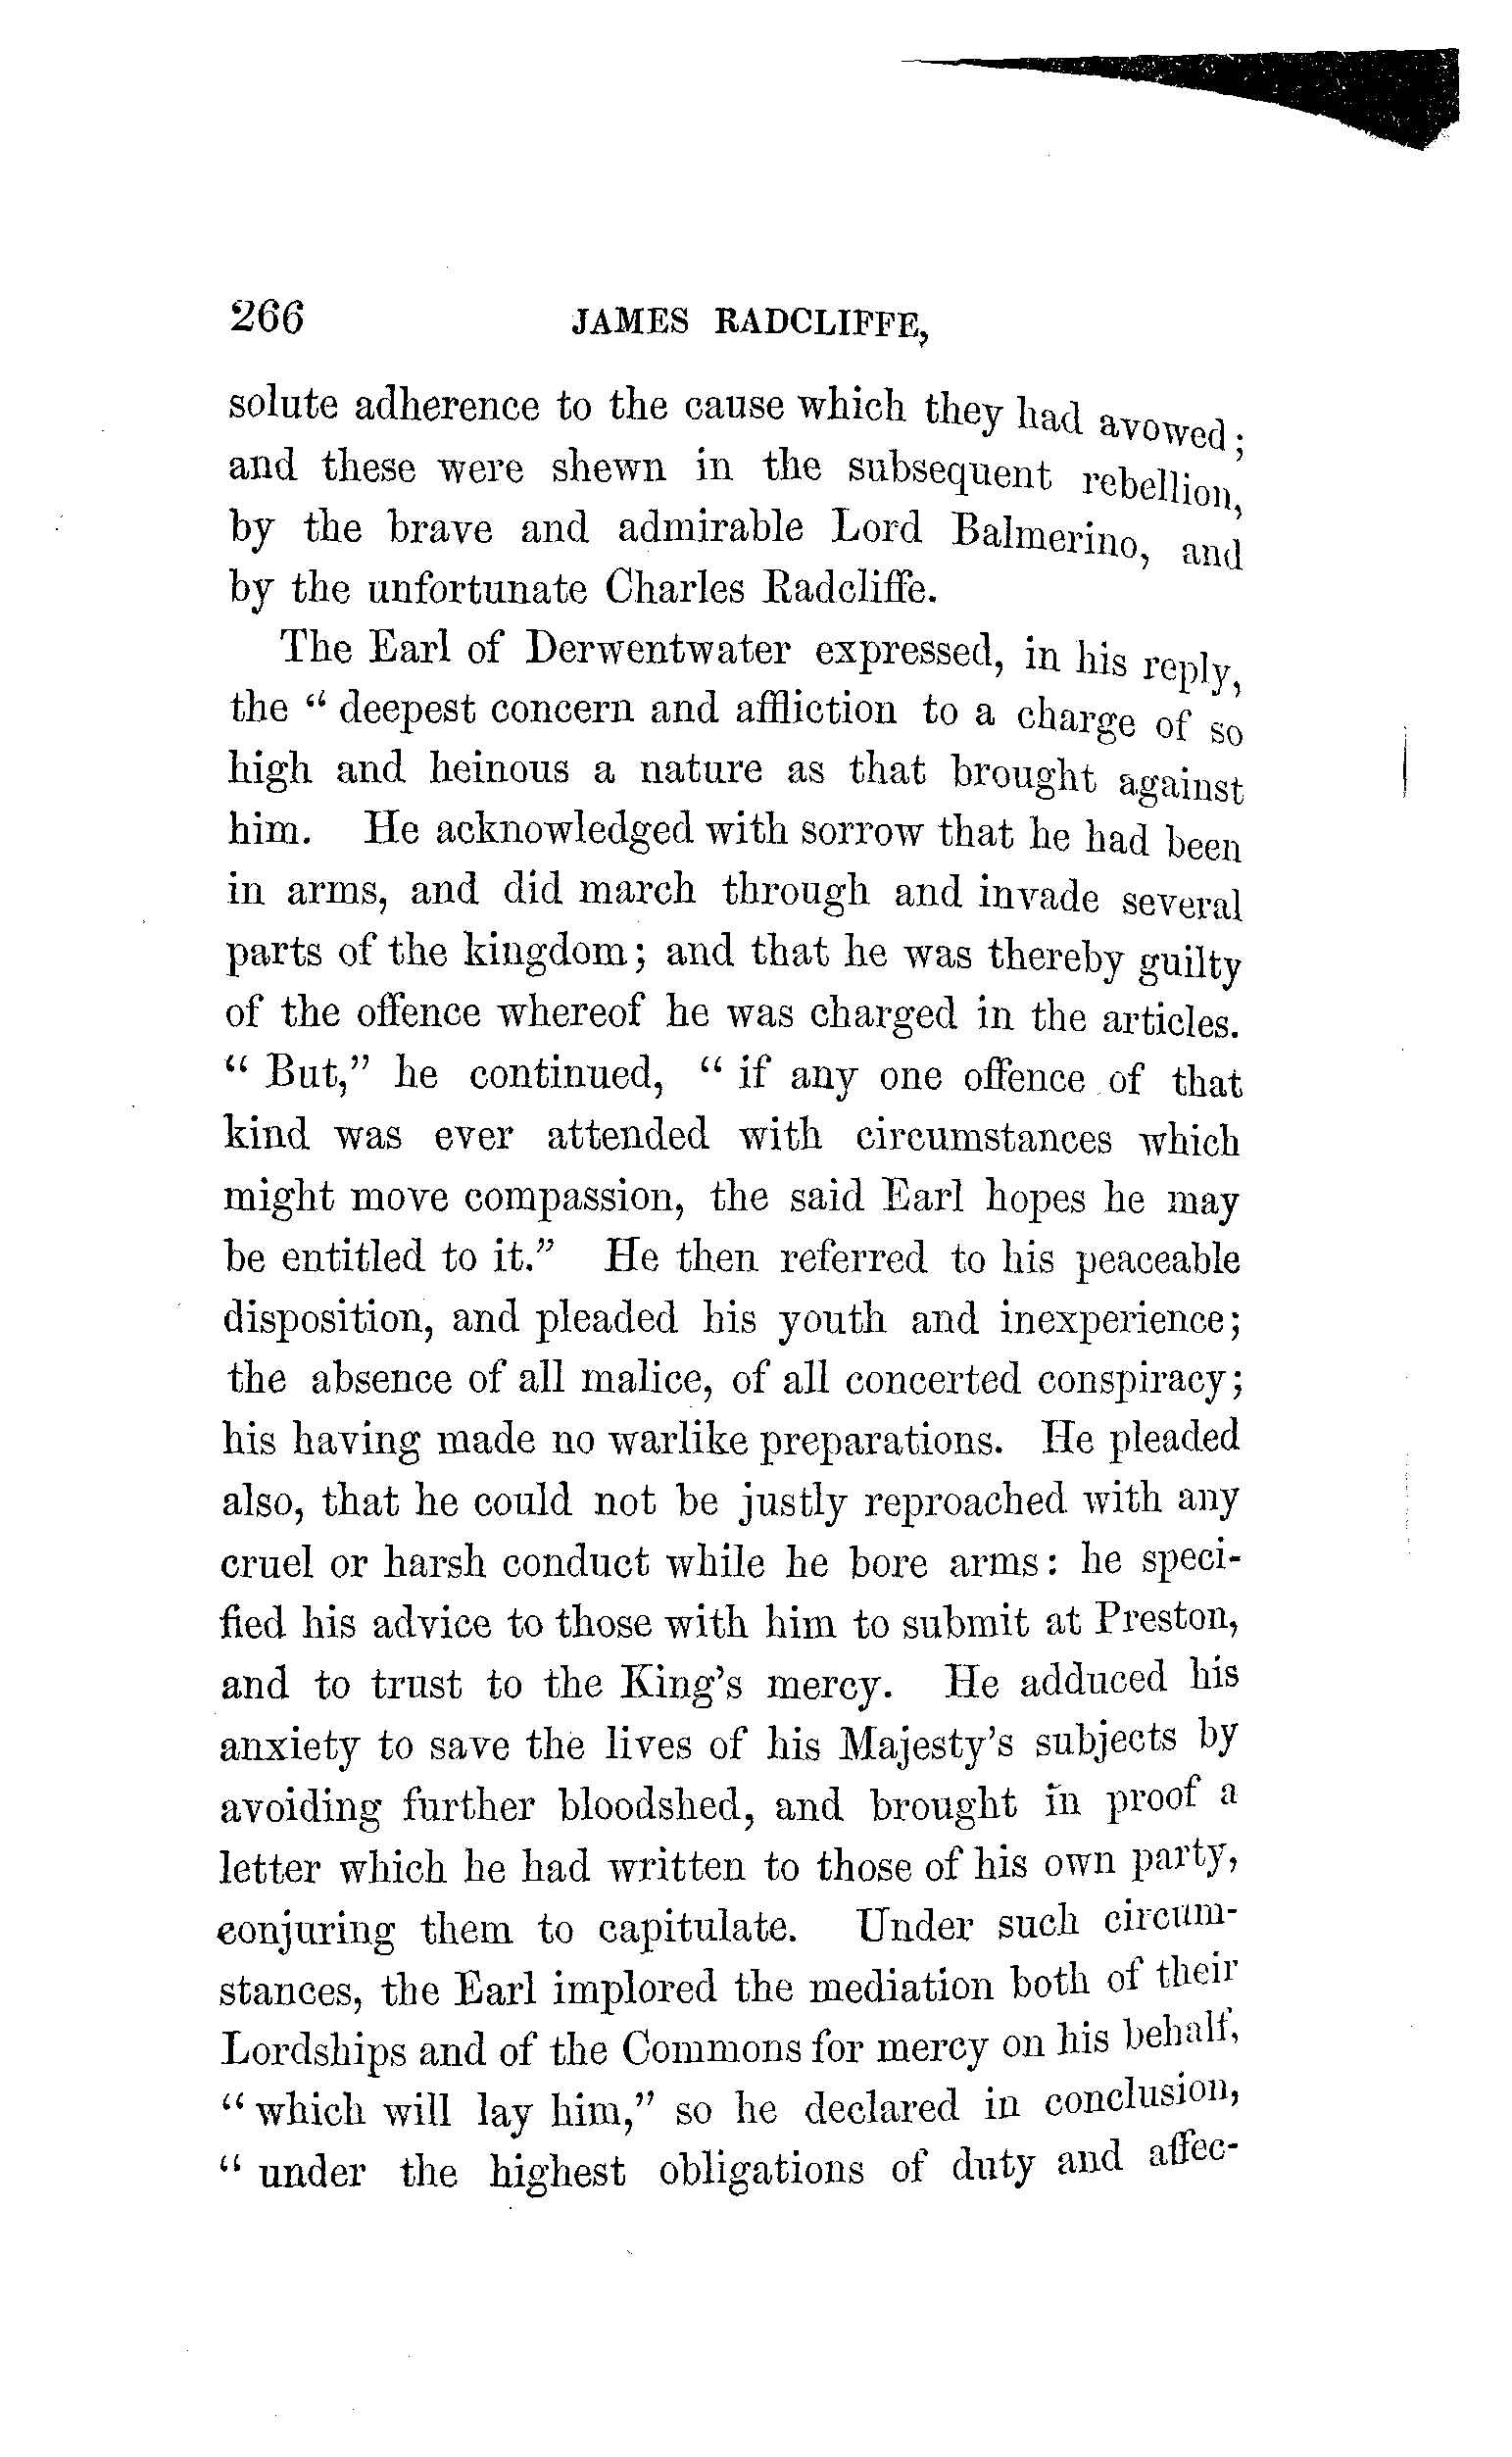 266 JAMES RADCLIFFE,
solute adherence to the cause which they had avowed;
and these were shewn in the subsequent rebellion,
by the brave and admirable Lord Balmerino, and
by the unfortunate Charles Radcliffe.
The Earl of Derwentwater expressed, in his reply,
the “ deepest concern and affliction to a charge of so
high and heinous a nature as that brought against
him. He acknowledged with sorrow that he had been
in arms, and did march through and invade several
parts of the kingdom; and that he was thereby guilty
of the offence whereof he was charged in the articles.
“ But,” he continued, “ if any one offence of that
kind was ever attended with circumstances which
might move compassion, the said Earl hopes he may
be entitled to it.” He then referred to his peaceable
disposition, and pleaded his youth and inexperience;
the absence of all malice, of all concerted conspiracy;
his having made no warlike preparations. He pleaded
also, that he could not be justly reproached with any
cruel or harsh conduct while he bore arms: he speci-
fied his advice to those with him to submit at Preston,
and to trust to the King's mercy. He adduced his
anxiety to save the lives of his Majesty's subjects by
avoiding further bloodshed, and brought in proof a
letter which he had written to those of his own party,
conjuring them to capitulate. Under such circum-
stances, the Earl implored the mediation both of their
Lordships and of the Commons for mercy on his behalf,
“ which will lay him,” so he declared in conclusion,
“ under the highest obligations of duty and affec-